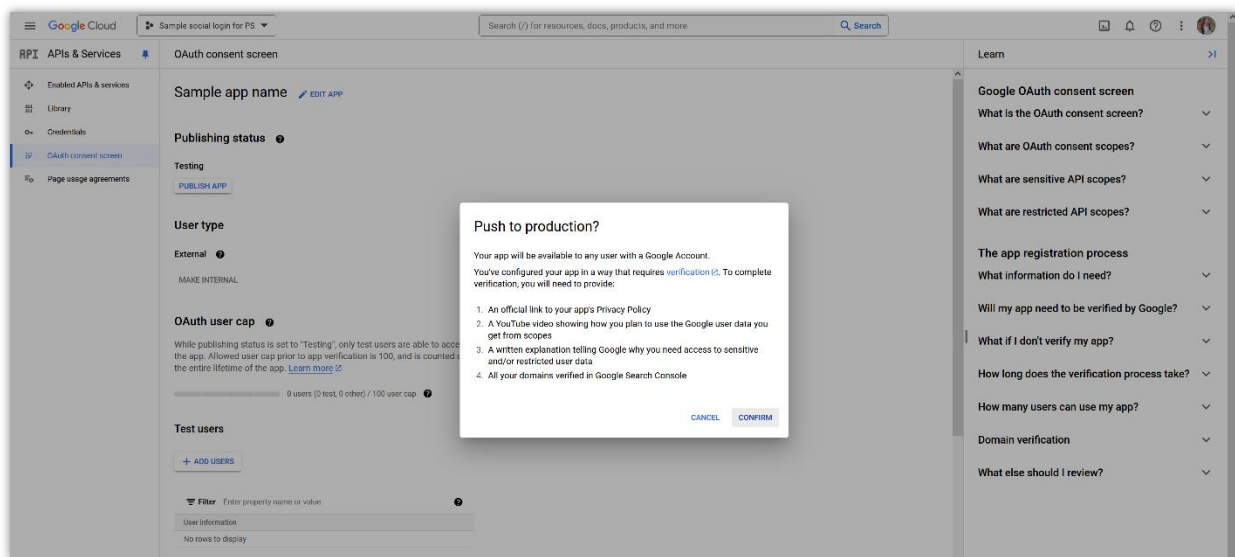 Google Cloud
Sample social login for PS
Search (/) for resources, docs, products, and more
Search
API APIs & Services
OAuth consent screen
Learn
Enabled APIs & services
Library
Credentials
OAuth consent screen
Page usage agreements
Sample app name
EDIT APP
Publishing status
Testing
PUBLISH APP
User type
External
MAKE INTERNAL
OAuth user cap
While publishing status is set to "Testing", only test users are able to acce
the app. Allowed user cap prior to app verification is 100, and is counted
the entire lifetime of the app. Learn more
0 users (0 test, 0 other) / 100 user cap
Test users
+ ADD USERS
Filter Enter property name or value
User information
No rows to display
Push to production?
Your app will be available to any user with a Google Account.
You've configured your app in a way that requires verification. To complete
verification, you will need to provide:
1. An official link to your app's Privacy Policy
2. A YouTube video showing how you plan to use the Google user data you
get from scopes
3. A written explanation telling Google why you need access to sensitive
and/or restricted user data
4. All your domains verified in Google Search Console
CANCEL
CONFIRM
Google OAuth consent screen
What is the OAuth consent screen?
What are OAuth consent scopes?
What are sensitive API scopes?
What are restricted API scopes?
The app registration process
What information do I need?
Will my app need to be verified by Google?
What if I don't verify my app?
How long does the verification process take?
How many users can use my app?
Domain verification
What else should I review?